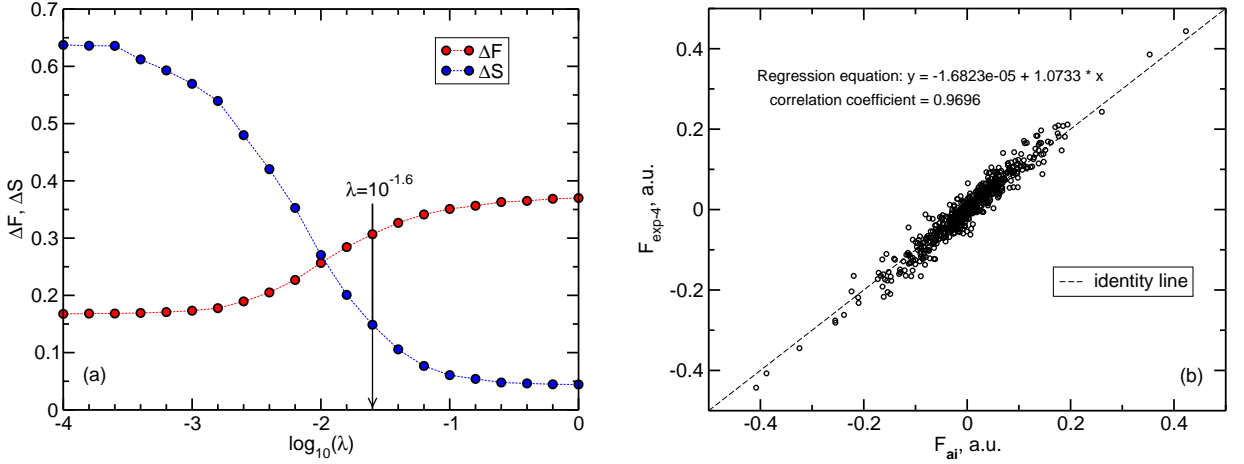 0.7
0.6
0.5
0.4
0.3
0.2
0.1
0
ΔF, ΔS
ΔF
ΔS
λ=10^-1.6
(a)
-4 -3 -2 -1 0
log10(λ)
0.4
0.2
0
-0.2
-0.4
F exp-4, a.u.
Regression equation: y = -1.6823e-05 + 1.0733 * x
correlation coefficient = 0.9696
identity line
(b)
-0.4 -0.2 0 0.2 0.4
F ai, a.u.